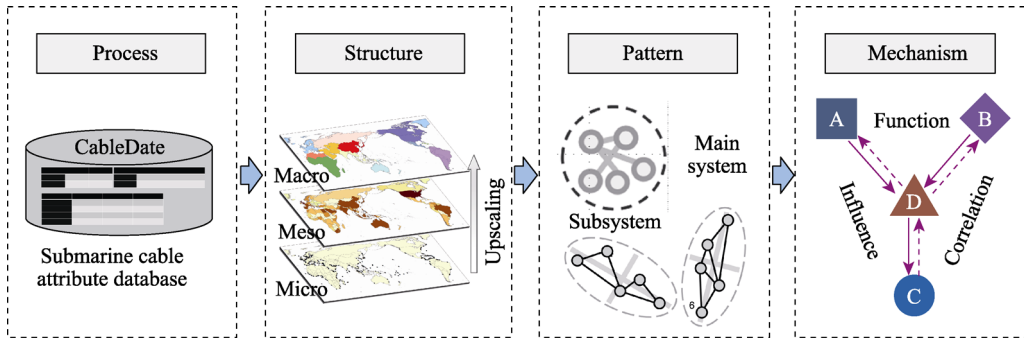 Process
CableDate
Submarine cable
attribute database
Structure
Macro
Meso
Micro
Upscaling
Pattern
Main
system
Subsystem
6
Mechanism
A
B
Function
D
Influence
Correlation
C